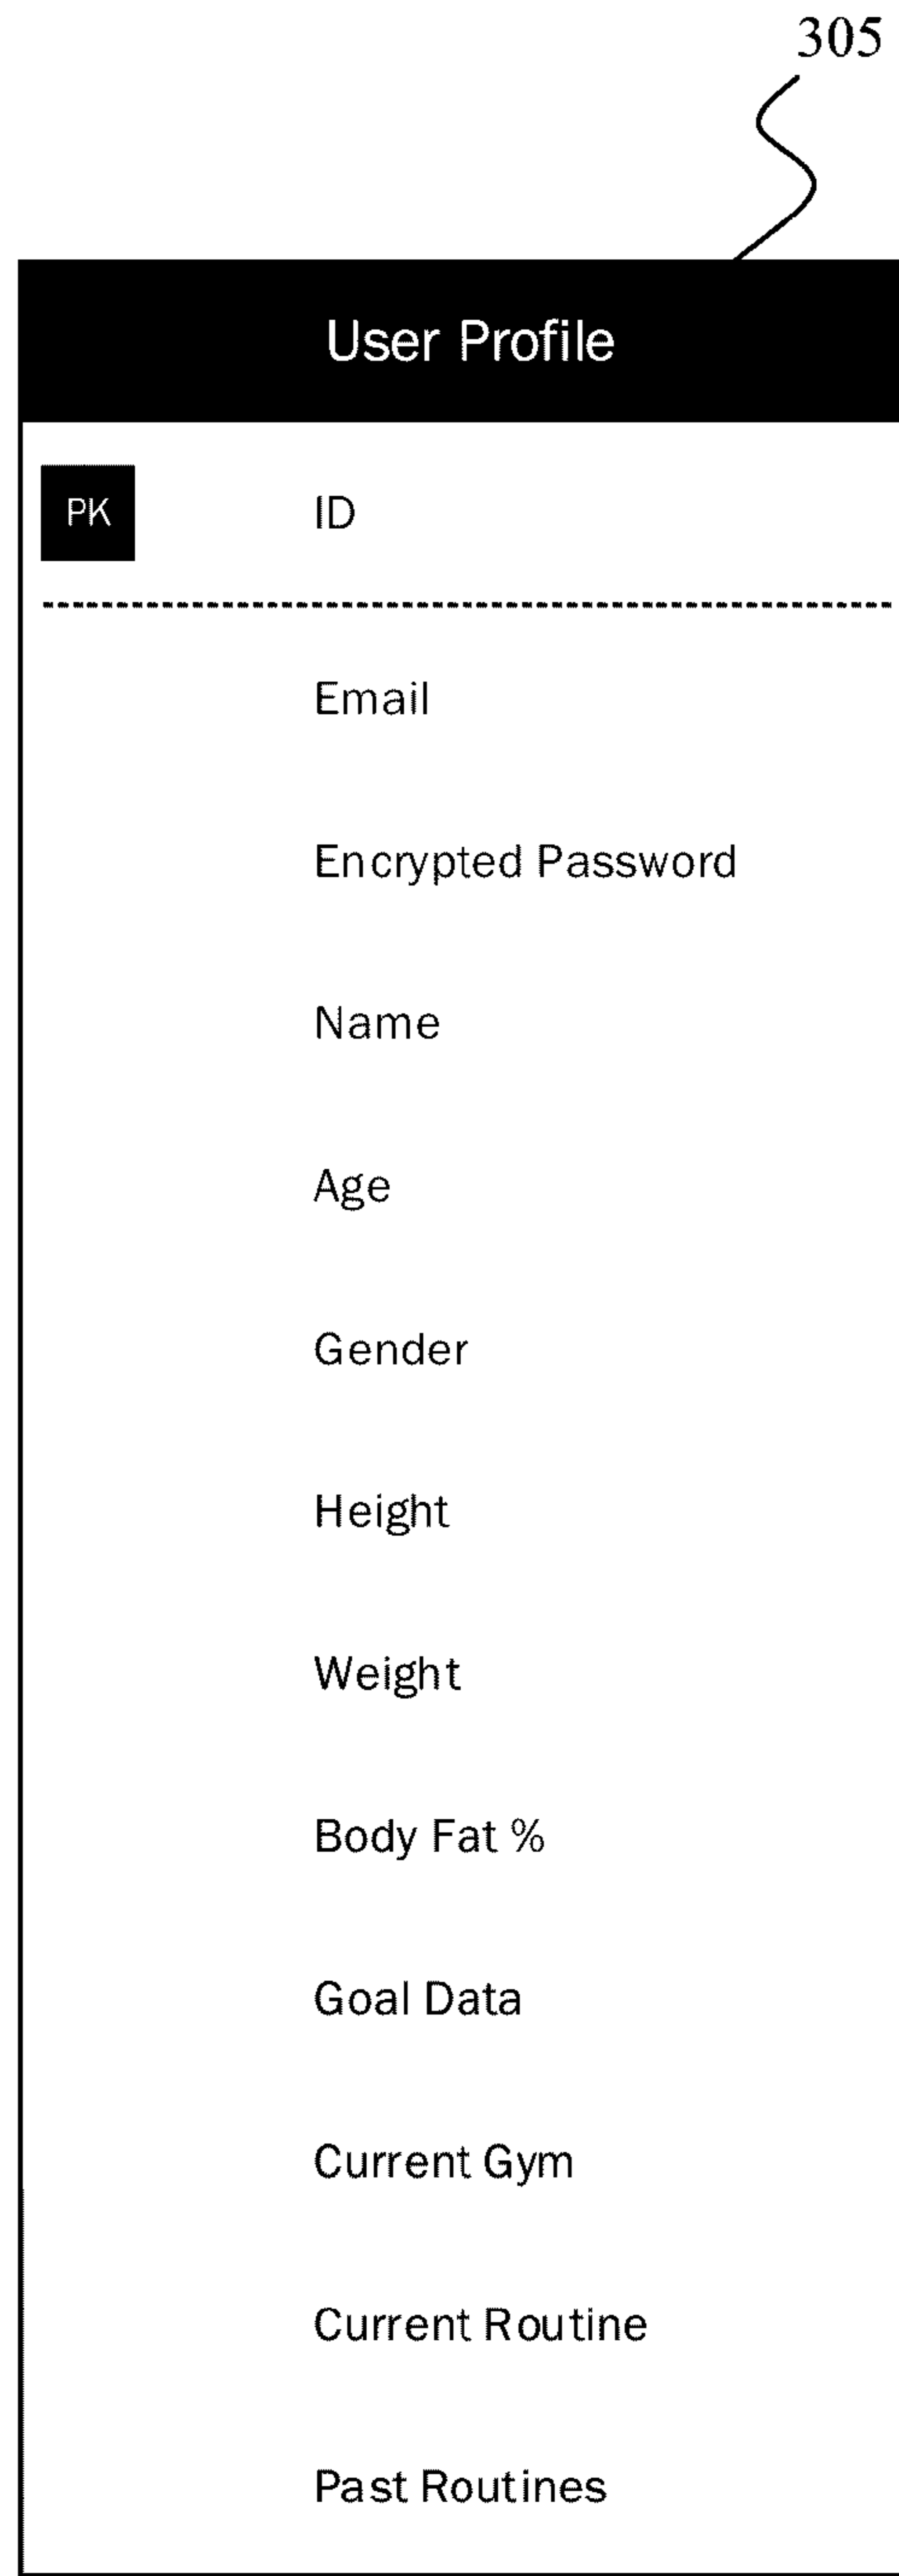 305
User Profile
PK ID
Email
Encrypted Password
Name
Age
Gender
Height
Weight
Body Fat %
Goal Data
Current Gym
Current Routine
Past Routines